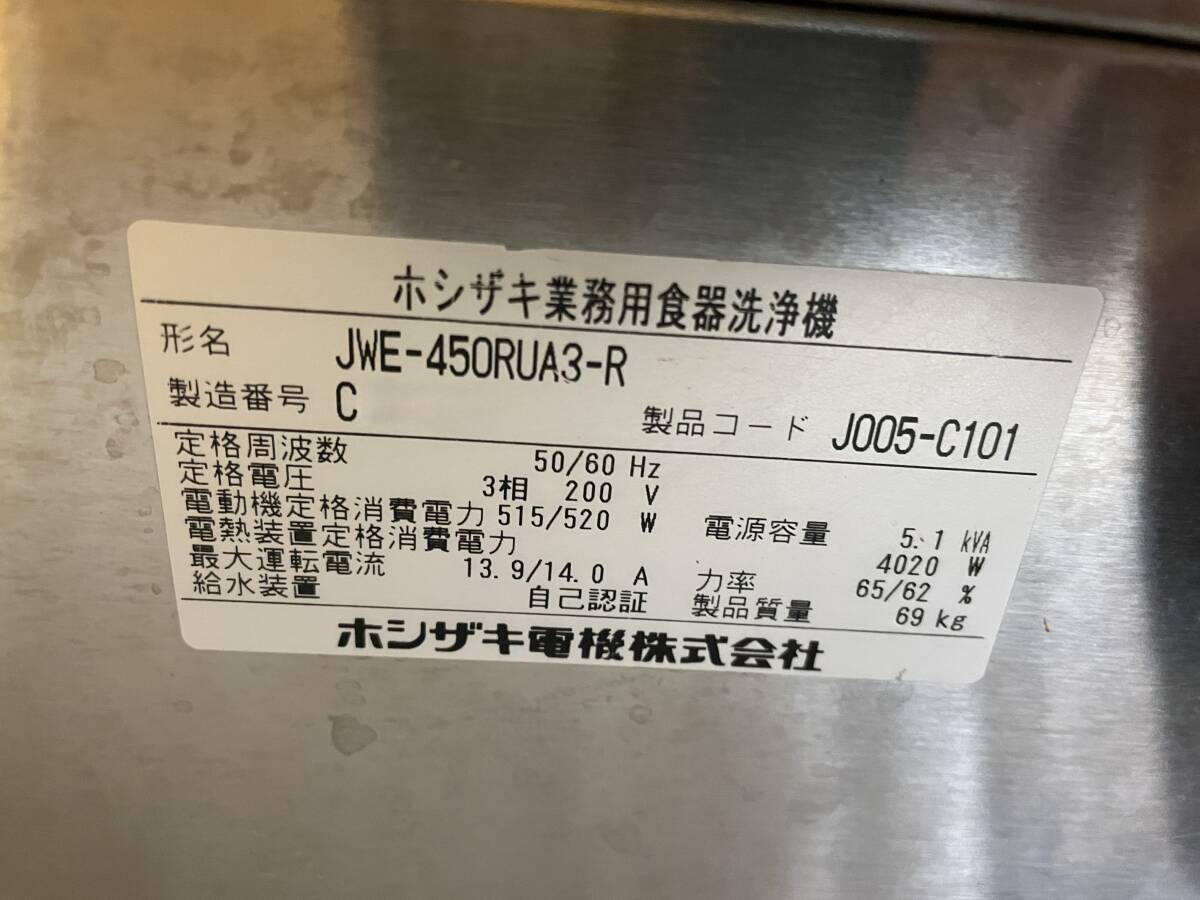 ホシザキ業務用食器洗浄機
形名 JWE-450RUA3-R
製造番号 C 製品コード J005-C101
定格周波数 50/60 Hz
定格電圧 3相 200 V
電動機定格消費電力 515/520 W 電源容量 5.1 kVA
電熱装置定格消費電力 4020 W
最大運転電流 13.9/14.0 A 力率 65/62 %
給水装置 自己認証 製品質量 69 kg
ホシザキ電機株式会社